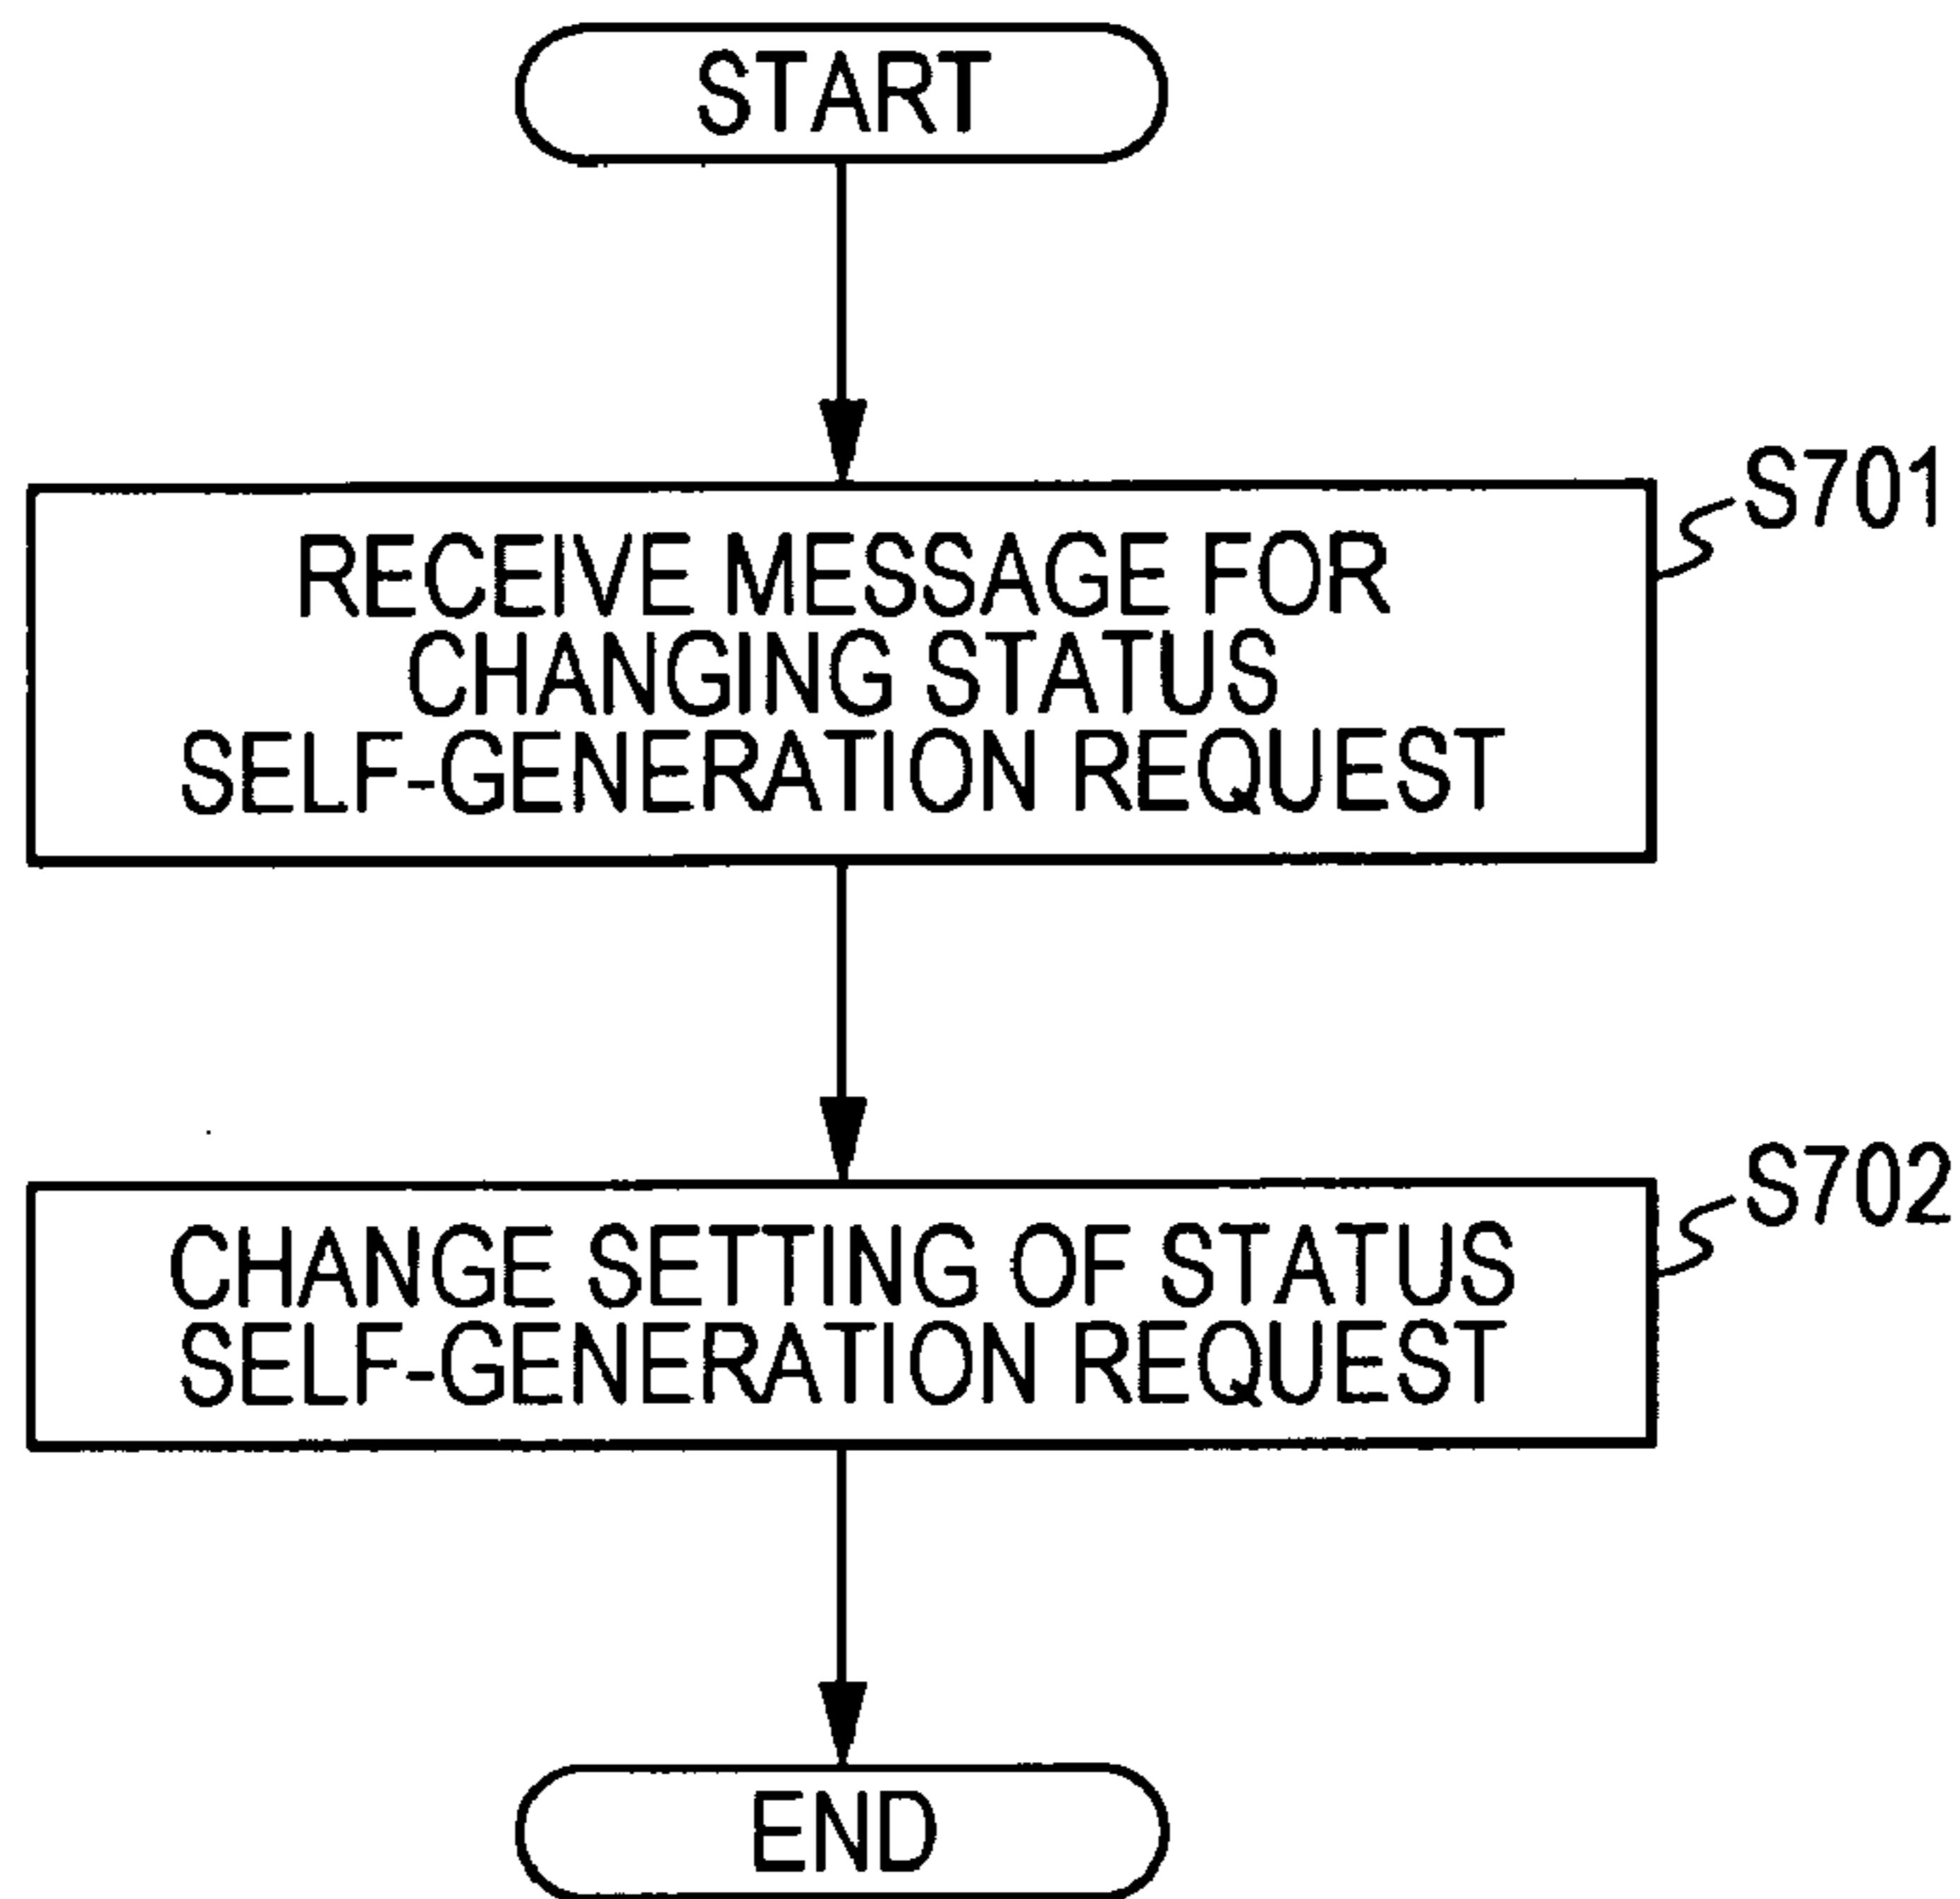 START
S701
RECEIVE MESSAGE FOR
CHANGING STATUS
SELF-GENERATION REQUEST
S702
CHANGE SETTING OF STATUS
SELF-GENERATION REQUEST
END